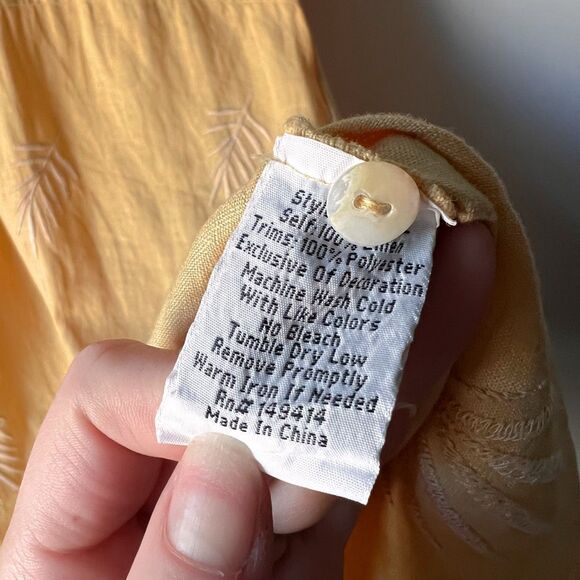 Style
Self: 100% Linen
Trims: 100% Polyester
Exclusive Of Decoration
Machine Wash Cold
With Like Colors
No Bleach
Tumble Dry Low
Remove Promptly
Warm Iron If Needed
Rn# 149414
Made In China